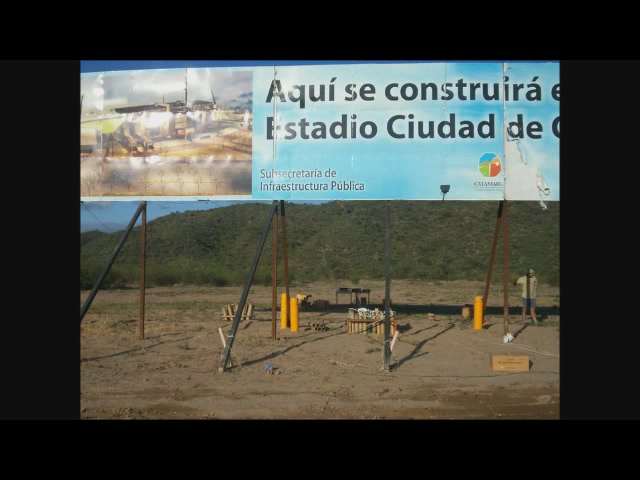 Aquí se construirá e
Estadio Ciudad de C
Subsecretaría de
Infraestructura Pública
CATAMARCA